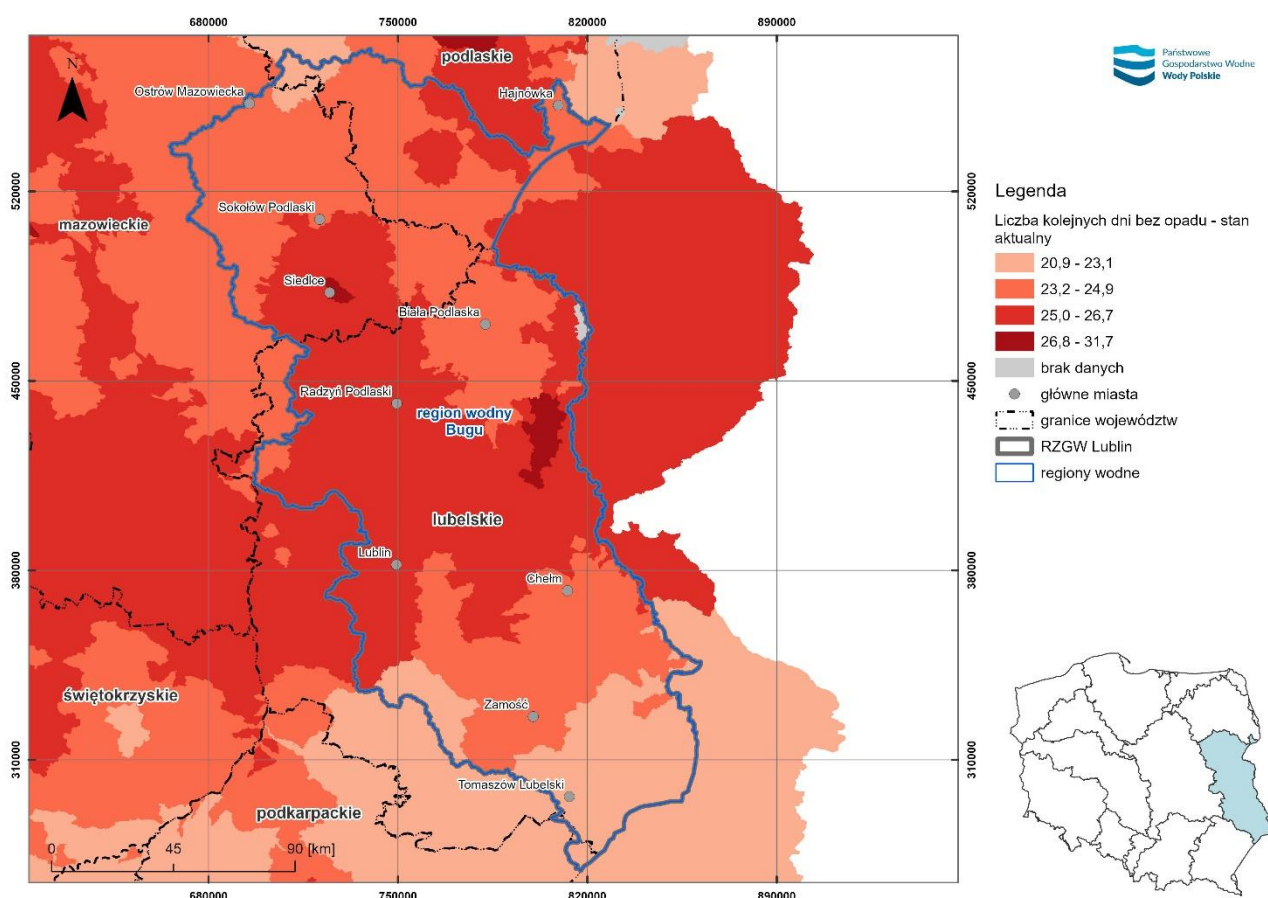 680000 750000 820000 890000
podlaskie
N
Ostrów Mazowiecka
Hajnówka
520000 520000
Sokołów Podlaski
mazowieckie
Siedlce
Biała Podlaska
450000 450000
Radzyń Podlaski
region wodny
Bugu
lubelskie
Lublin
380000 380000
Chełm
świętokrzyskie
Zamość
310000 310000
Tomaszów Lubelski
podkarpackie
0 45 90 [km]
680000 750000 820000 890000
Państwowe
Gospodarstwo Wodne
Wody Polskie
Legenda
Liczba kolejnych dni bez opadu - stan
aktualny
20,9 - 23,1
23,2 - 24,9
25,0 - 26,7
26,8 - 31,7
brak danych
główne miasta
granice województw
RZGW Lublin
regiony wodne